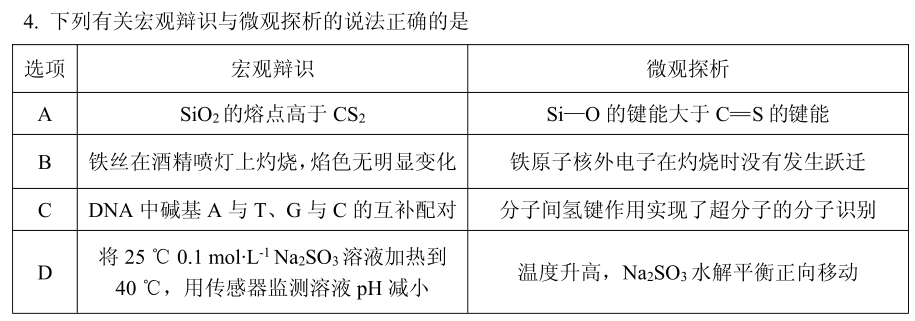 4. 下列有关宏观辩识与微观探析的说法正确的是
选项 宏观辩识 微观探析
A SiO₂的熔点高于 CS₂ Si—O 的键能大于 C═S 的键能
B 铁丝在酒精喷灯上灼烧，焰色无明显变化 铁原子核外电子在灼烧时没有发生跃迁
C DNA 中碱基 A 与 T、G 与 C 的互补配对 分子间氢键作用实现了超分子的分子识别
D 将 25 ℃ 0.1 mol·L⁻¹ Na₂SO₃ 溶液加热到
40 ℃，用传感器监测溶液 pH 减小 温度升高，Na₂SO₃ 水解平衡正向移动